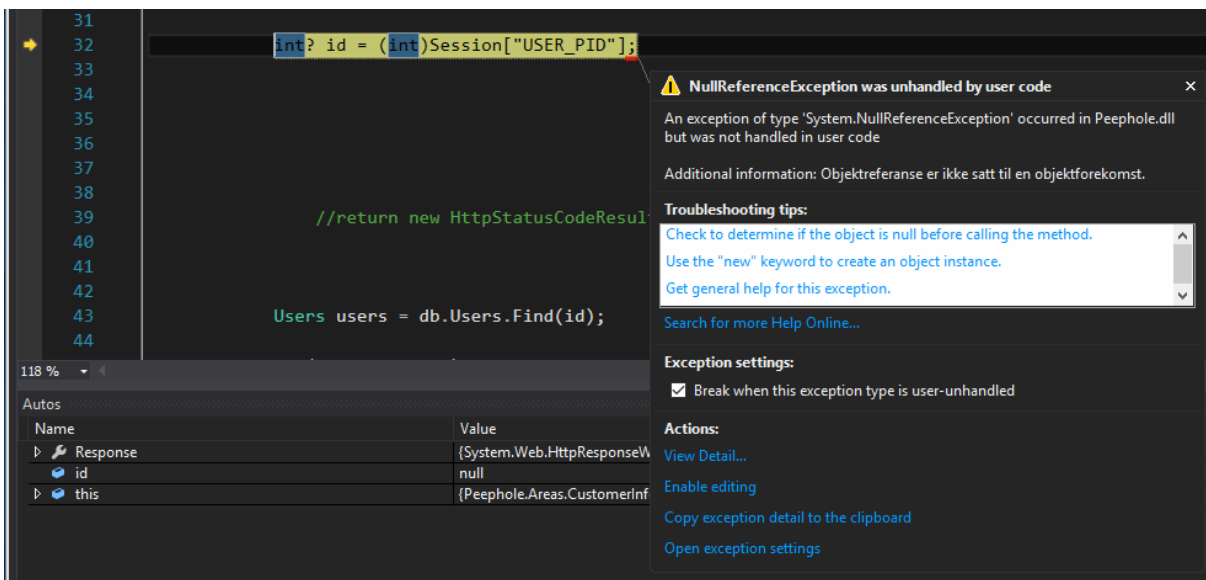 31
32 int? id = (int)Session["USER_PID"];
33
34
35
36
37
38
39 //return new HttpStatusCodeResul
40
41
42
43 Users users = db.Users.Find(id);
44
118 %
Autos
Name Value
Response {System.Web.HttpResponseW
id null
this {Peephole.Areas.CustomerInf
NullReferenceException was unhandled by user code
An exception of type 'System.NullReferenceException' occurred in Peephole.dll
but was not handled in user code
Additional information: Objektreferanse er ikke satt til en objektforekomst.
Troubleshooting tips:
Check to determine if the object is null before calling the method.
Use the "new" keyword to create an object instance.
Get general help for this exception.
Search for more Help Online...
Exception settings:
Break when this exception type is user-unhandled
Actions:
View Detail...
Enable editing
Copy exception detail to the clipboard
Open exception settings